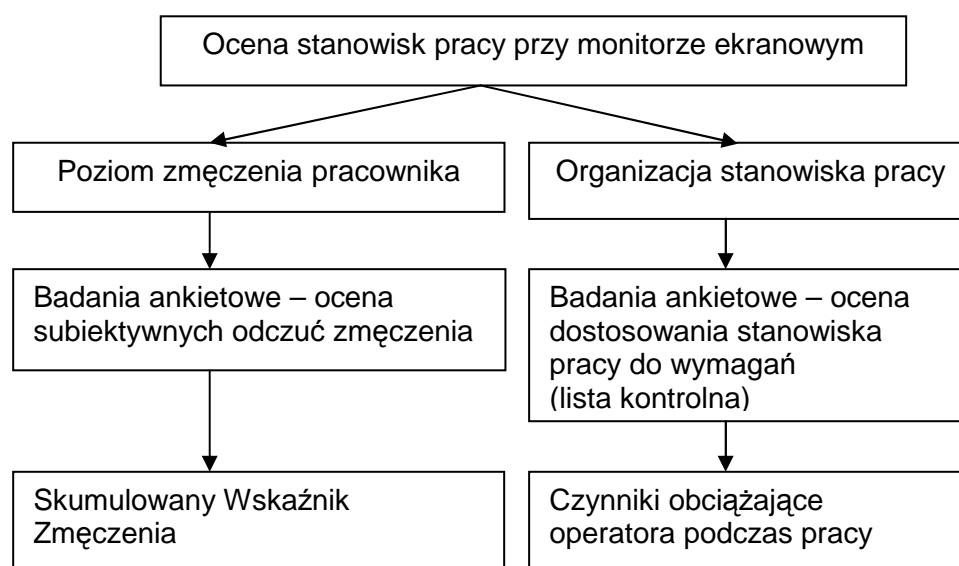 Ocena stanowisk pracy przy monitorze ekranowym
Poziom zmęczenia pracownika
Organizacja stanowiska pracy
Badania ankietowe – ocena
subiektywnych odczuć zmęczenia
Badania ankietowe – ocena
dostosowania stanowiska
pracy do wymagań
(lista kontrolna)
Skumulowany Wskaźnik
Zmęczenia
Czynniki obciążające
operatora podczas pracy